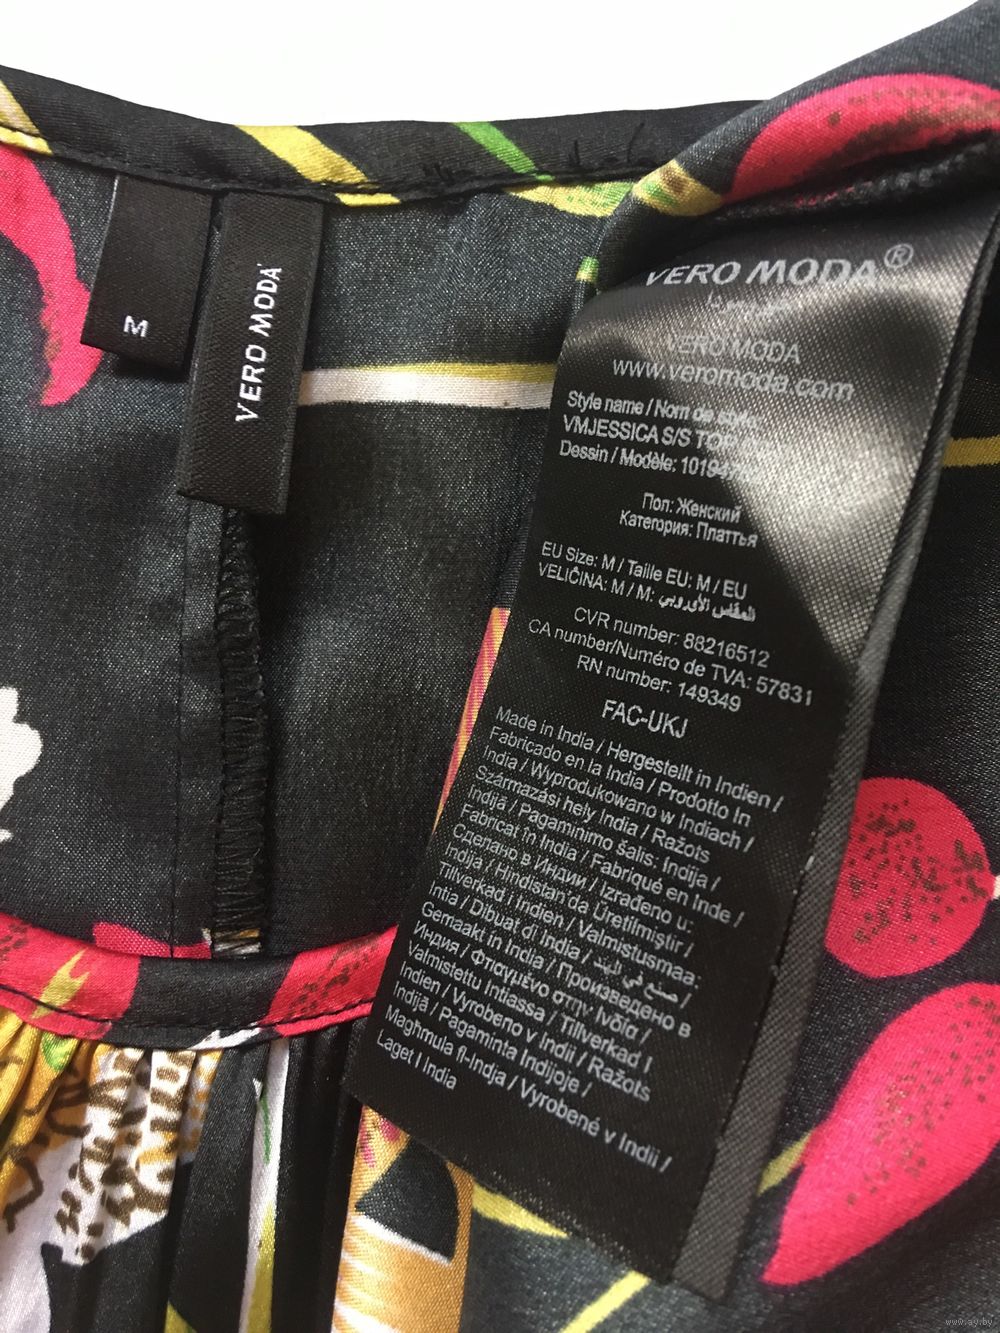 M
VERO MODA
VERO MODA®
VERO MODA
www.veromoda.com
Style name / Nom de style:
VMJESSICA S/S TOP
Dessin / Modèle: 10194
Пол: Женский
Категория: Платтья
EU Size: M / Taille EU: M / EU
VELIČINA: M / M: المقاس الأوروبي
CVR number: 88216512
CA number/Numéro de TVA: 57831
RN number: 149349
FAC-UKJ
Made in India / Hergestellt in Indien /
Fabricado en la India / Prodotto in
India / Wyprodukowano w Indiach /
Származási hely India / Ražots
Indijā / Pagaminimo šalis: Indija /
Fabricat în India / Fabriqué en Inde /
Сделано в Индии / Izrađeno u:
Indija / Hindistan'da Üretilmiştir /
Tillverkad i Indien / Valmistusmaa:
Intia / Dibuat di India / صنع في الهند /
Gemaakt in India / Произведено в
Индия / Φτιαγμένο στην Ινδία /
Valmistettu Intiassa / Tillverkad I
Indien / Vyrobeno v Indii / Ražots
Indijā / Pagaminta Indijoje /
Magħmula fl-Indja / Vyrobené v Indii /
Laget I India
www.ay.by